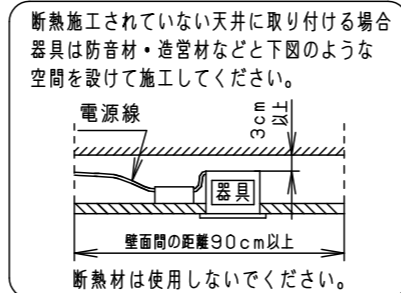 断熱施工されていない天井に取り付ける場合
器具は防音材・造営材などと下図のような
空間を設けて施工してください。
電源線
3cm
以上
器具
壁面間の距離90cm以上
断熱材は使用しないでください。